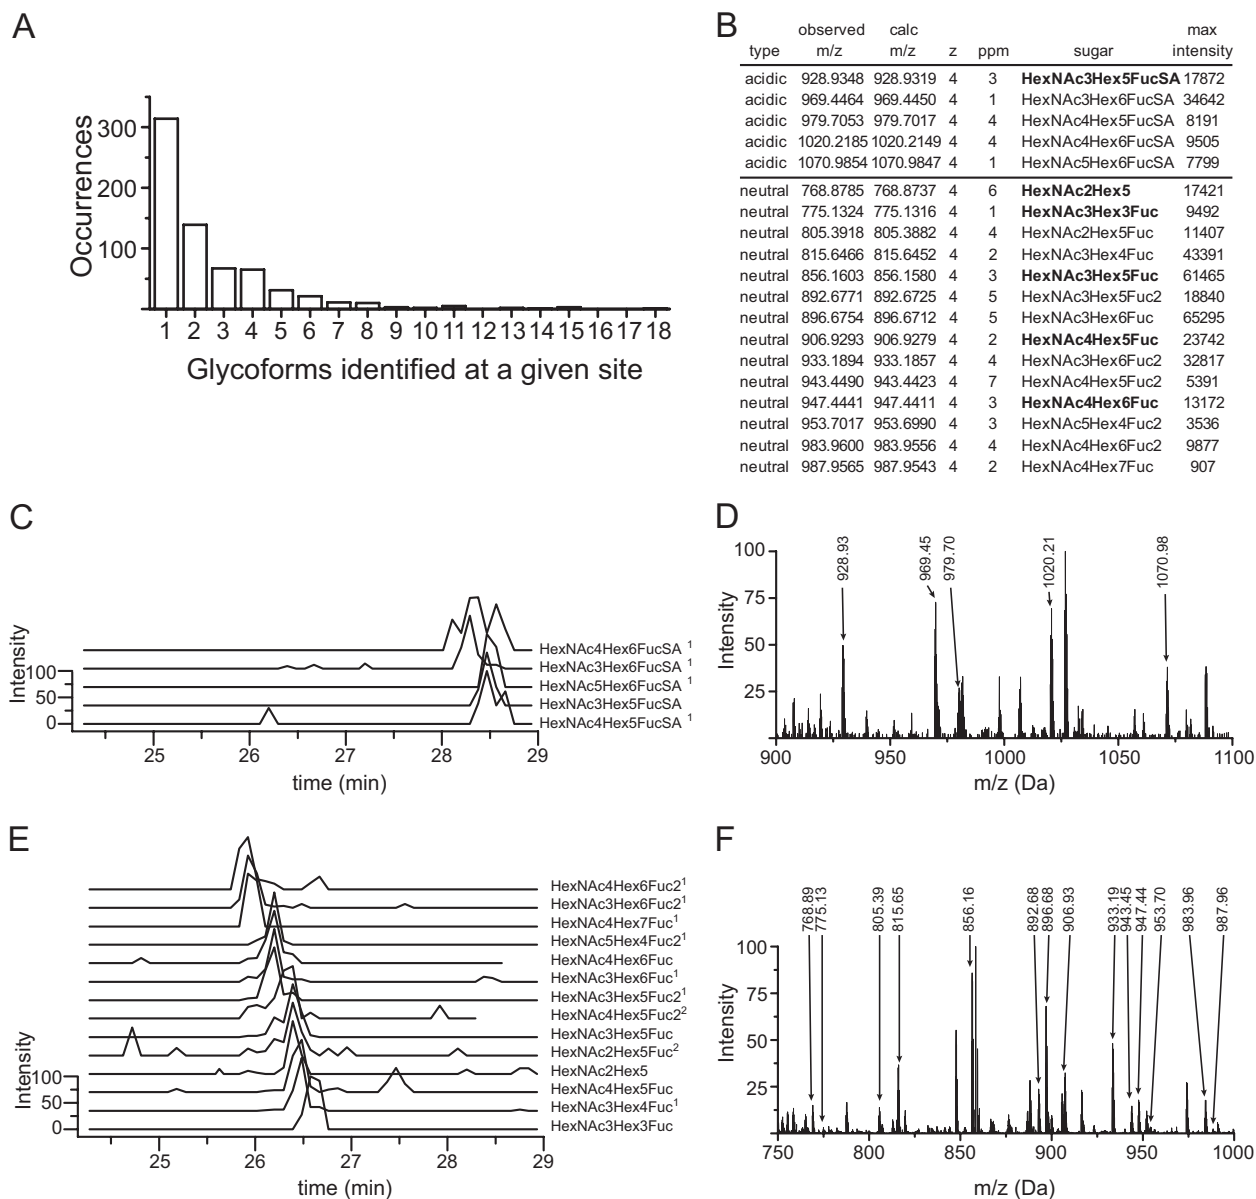 A
Occurrences
300
200
100
1 2 3 4 5 6 7 8 9 10 11 12 13 14 15 16 17 18
Glycoforms identified at a given site
B
observed calc max
type m/z m/z z ppm sugar intensity
acidic 928.9348 928.9319 4 3 HexNAc3Hex5FucSA 17872
acidic 969.4464 969.4450 4 1 HexNAc3Hex6FucSA 34642
acidic 979.7053 979.7017 4 4 HexNAc4Hex5FucSA 8191
acidic 1020.2185 1020.2149 4 4 HexNAc4Hex6FucSA 9505
acidic 1070.9854 1070.9847 4 1 HexNAc5Hex6FucSA 7799
neutral 768.8785 768.8737 4 6 HexNAc2Hex5 17421
neutral 775.1324 775.1316 4 1 HexNAc3Hex3Fuc 9492
neutral 805.3918 805.3882 4 4 HexNAc2Hex5Fuc 11407
neutral 815.6466 815.6452 4 2 HexNAc3Hex4Fuc 43391
neutral 856.1603 856.1580 4 3 HexNAc3Hex5Fuc 61465
neutral 892.6771 892.6725 4 5 HexNAc3Hex5Fuc2 18840
neutral 896.6754 896.6712 4 5 HexNAc3Hex6Fuc 65295
neutral 906.9293 906.9279 4 2 HexNAc4Hex5Fuc 23742
neutral 933.1894 933.1857 4 4 HexNAc3Hex6Fuc2 32817
neutral 943.4490 943.4423 4 7 HexNAc4Hex5Fuc2 5391
neutral 947.4441 947.4411 4 3 HexNAc4Hex6Fuc 13172
neutral 953.7017 953.6990 4 3 HexNAc5Hex4Fuc2 3536
neutral 983.9600 983.9556 4 4 HexNAc4Hex6Fuc2 9877
neutral 987.9565 987.9543 4 2 HexNAc4Hex7Fuc 907
C
Intensity
100
50
0
HexNAc4Hex6FucSA 1
HexNAc3Hex6FucSA 1
HexNAc5Hex6FucSA 1
HexNAc3Hex5FucSA
HexNAc4Hex5FucSA 1
25 26 27 28 29
time (min)
D
Intensity
100
75
50
25
928.93
969.45
979.70
1020.21
1070.98
900 950 1000 1050 1100
m/z (Da)
E
Intensity
100
50
0
HexNAc4Hex6Fuc2 1
HexNAc3Hex6Fuc2 1
HexNAc4Hex7Fuc 1
HexNAc5Hex4Fuc2 1
HexNAc4Hex6Fuc
HexNAc3Hex6Fuc 1
HexNAc3Hex5Fuc2 1
HexNAc4Hex5Fuc2 2
HexNAc3Hex5Fuc
HexNAc2Hex5Fuc 2
HexNAc2Hex5
HexNAc4Hex5Fuc
HexNAc3Hex4Fuc 1
HexNAc3Hex3Fuc
25 26 27 28 29
time (min)
F
Intensity
100
75
50
25
768.89
775.13
805.39
815.65
856.16
892.68
896.68
906.93
933.19
943.45
947.44
953.70
983.96
987.96
750 800 850 900 950 1000
m/z (Da)